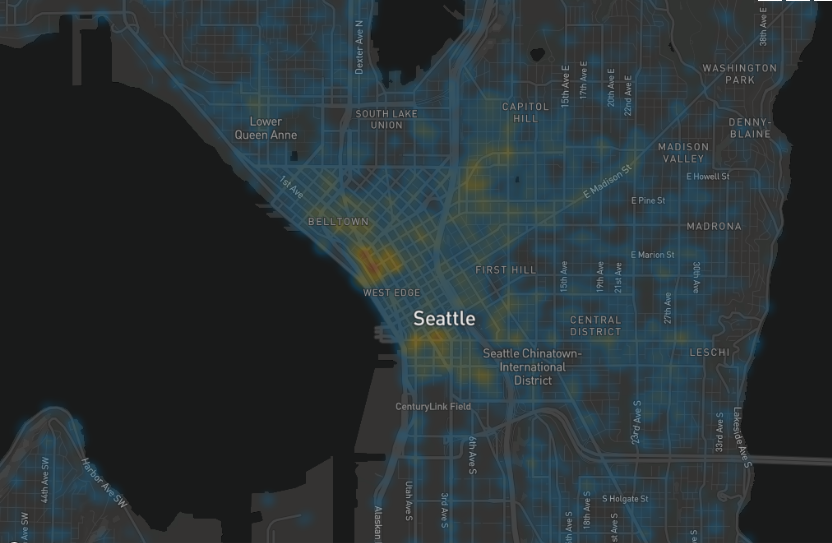 38th Ave E
Dexter Ave N
WASHINGTON
PARK
15th Ave E
17th Ave E
20th Ave E
22nd Ave E
CAPITOL
HILL
SOUTH LAKE
UNION
Lower
Queen Anne
DENNY-
BLAINE
MADISON
VALLEY
E Howell St
E Madison St
1st Ave
E Pine St
BELLTOWN
MADRONA
E Marion St
FIRST HILL
15th Ave
19th Ave
21st Ave
30th Ave
WEST EDGE
27th Ave
Seattle
CENTRAL
DISTRICT
Seattle Chinatown-
International
District
LESCHI
CenturyLink Field
23rd Ave S
33rd Ave S
Lakeside Ave S
6th Ave S
44th Ave SW
Harbor Ave SW
Utah Ave S
3rd Ave S
Alaskan
S Holgate St
18th Ave S
Ave SW